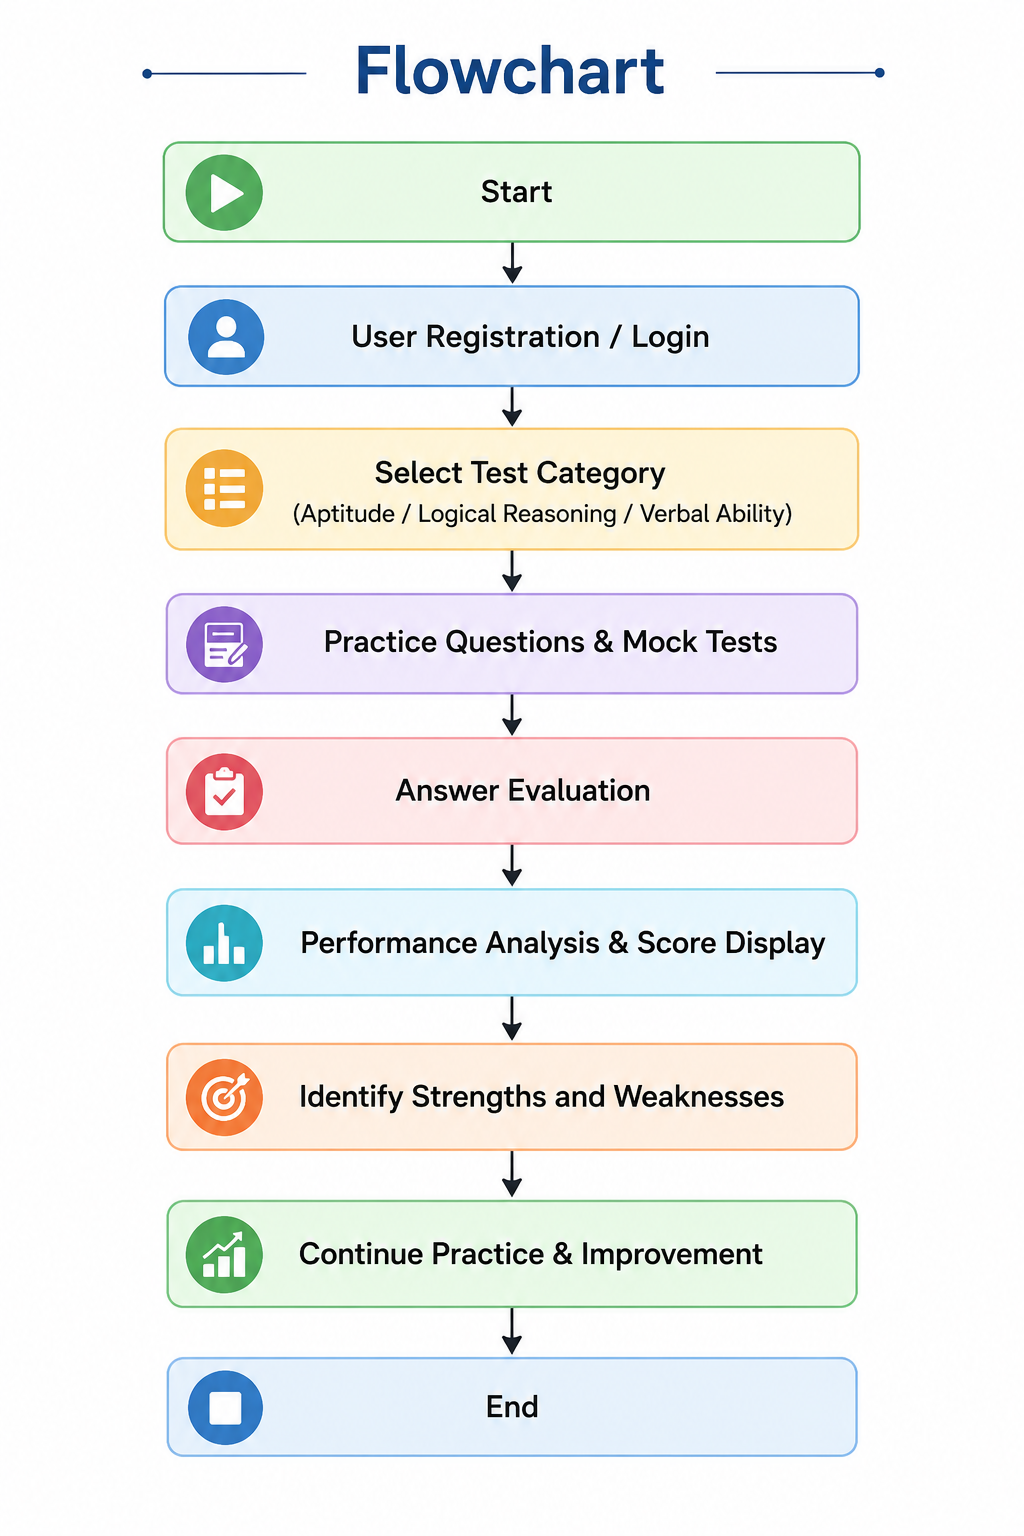 Flowchart
Start
User Registration / Login
Select Test Category
(Aptitude / Logical Reasoning / Verbal Ability)
Practice Questions & Mock Tests
Answer Evaluation
Performance Analysis & Score Display
Identify Strengths and Weaknesses
Continue Practice & Improvement
End